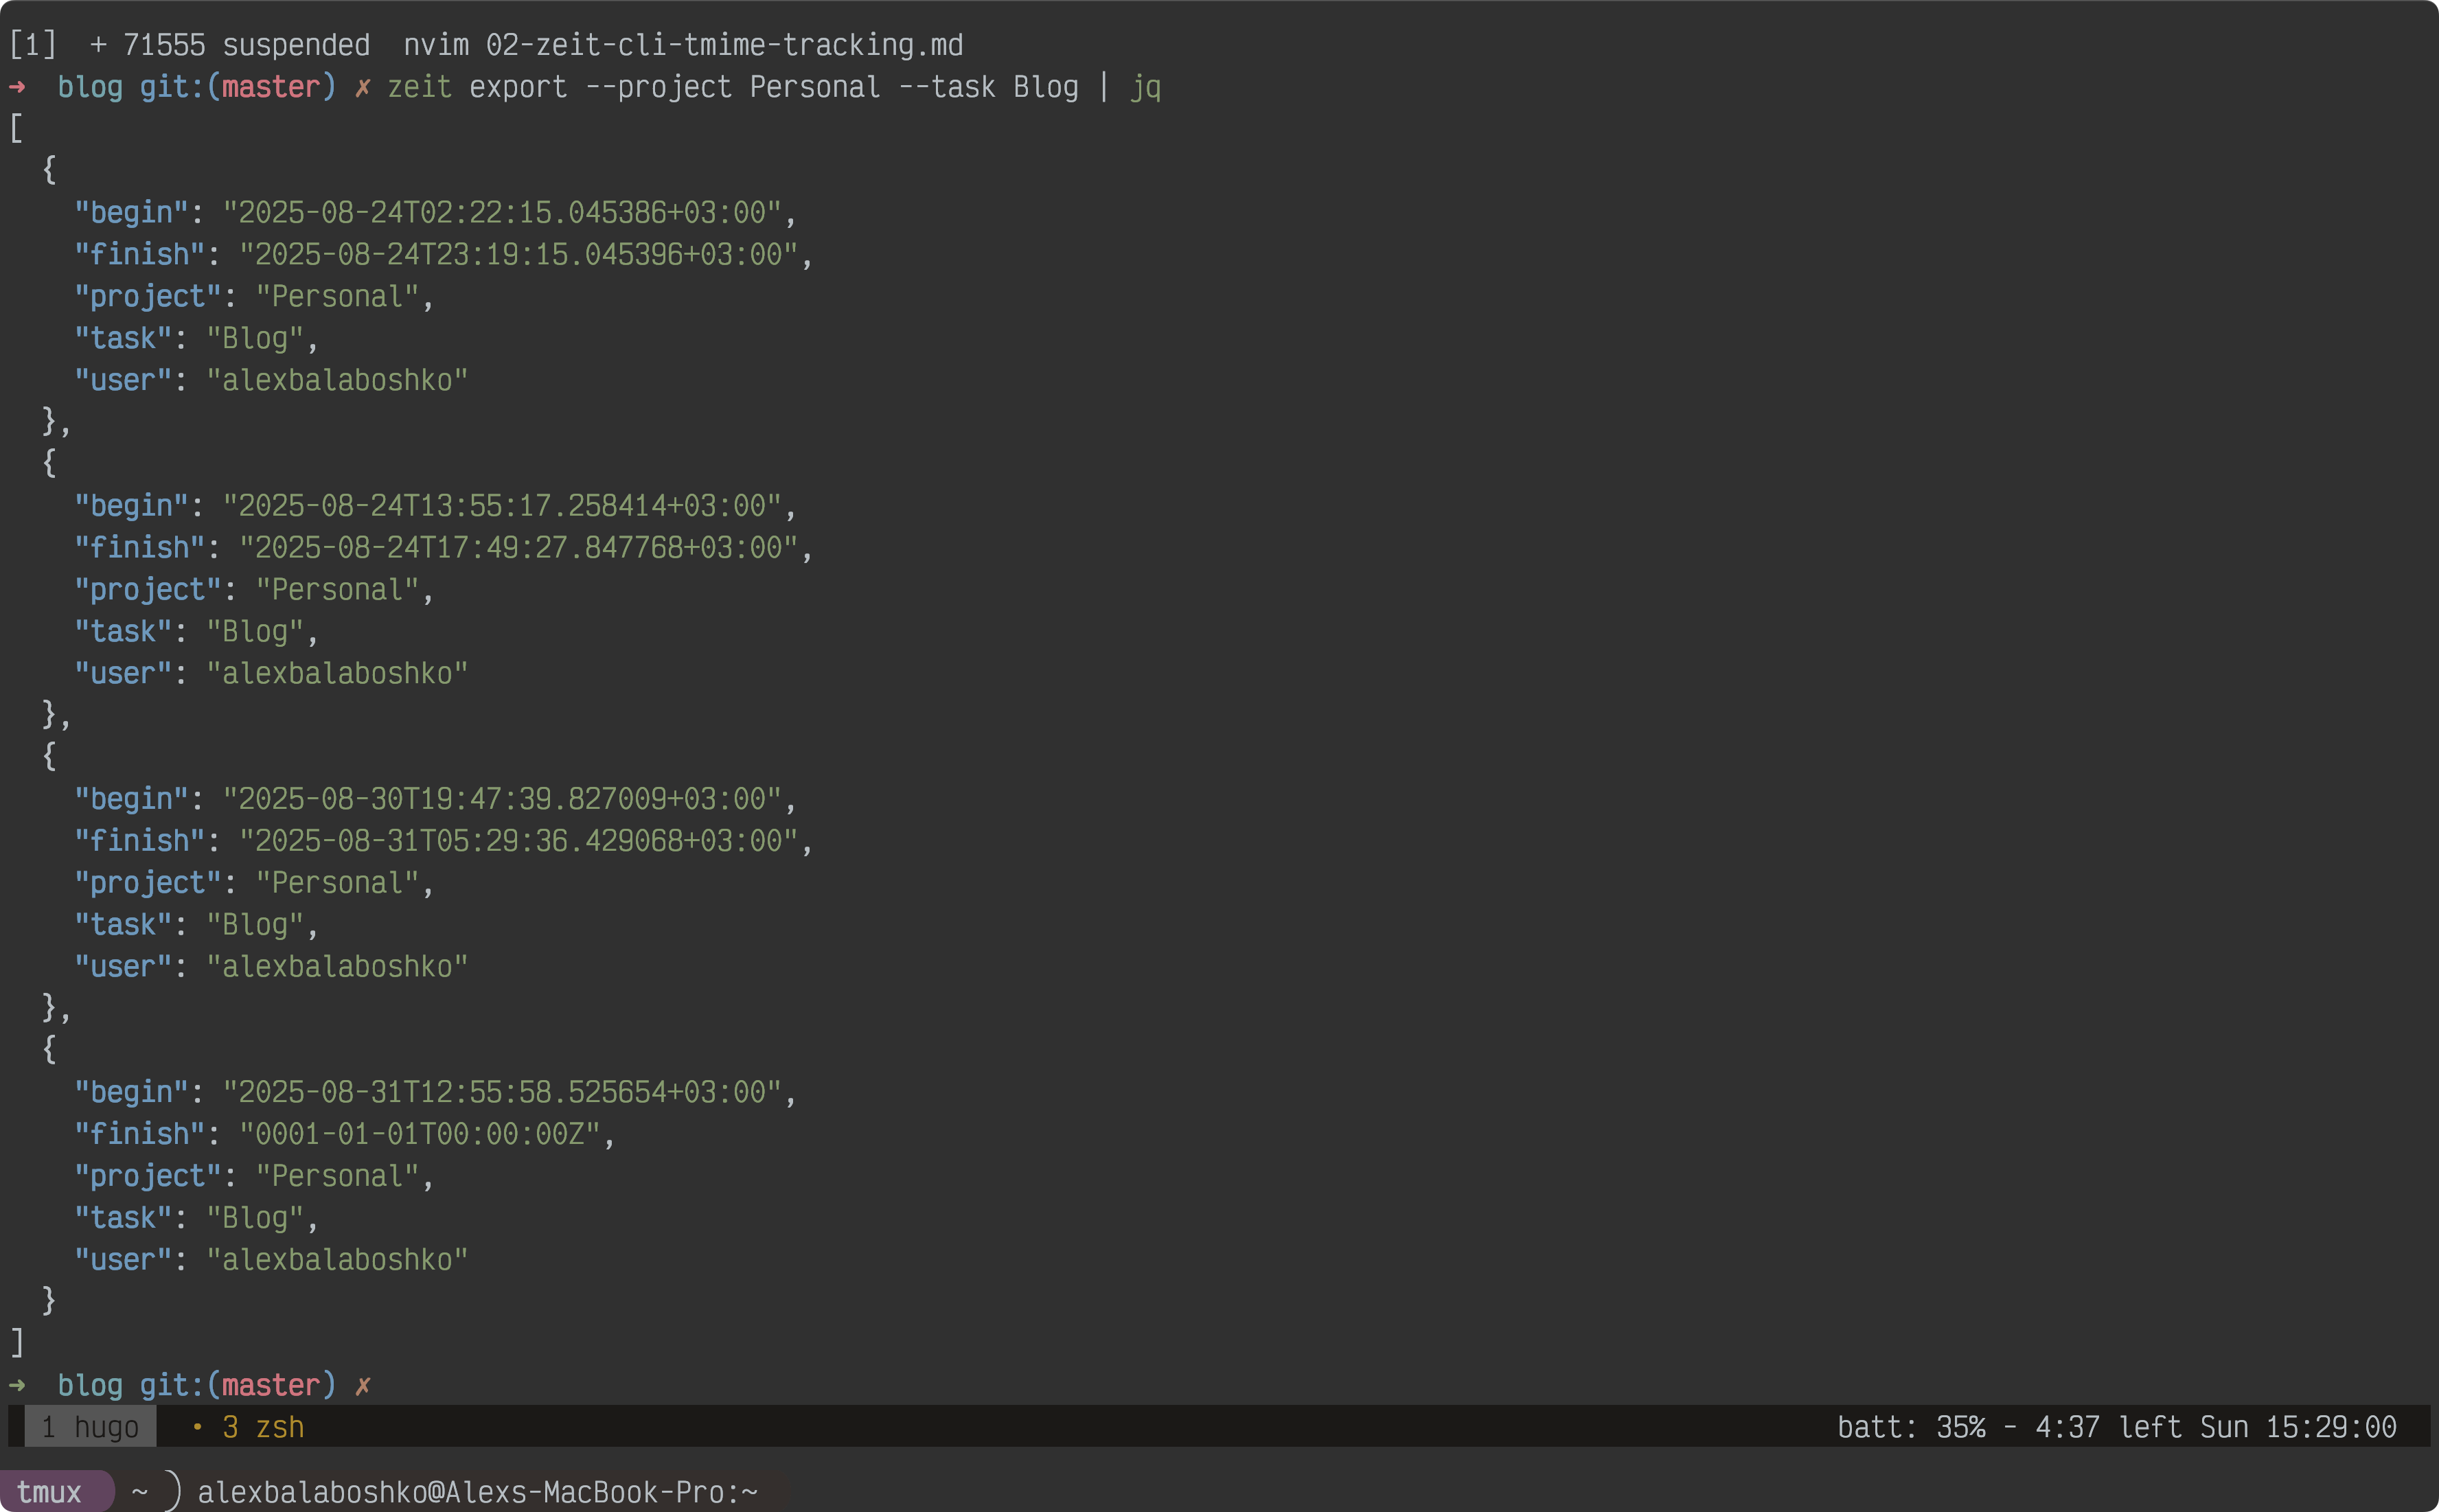 [1]  + 71555 suspended  nvim 02-zeit-cli-tmime-tracking.md
➜  blog git:(master) ✗ zeit export --project Personal --task Blog | jq
[
  {
    "begin": "2025-08-24T02:22:15.045386+03:00",
    "finish": "2025-08-24T23:19:15.045396+03:00",
    "project": "Personal",
    "task": "Blog",
    "user": "alexbalaboshko"
  },
  {
    "begin": "2025-08-24T13:55:17.258414+03:00",
    "finish": "2025-08-24T17:49:27.847768+03:00",
    "project": "Personal",
    "task": "Blog",
    "user": "alexbalaboshko"
  },
  {
    "begin": "2025-08-30T19:47:39.827009+03:00",
    "finish": "2025-08-31T05:29:36.429068+03:00",
    "project": "Personal",
    "task": "Blog",
    "user": "alexbalaboshko"
  },
  {
    "begin": "2025-08-31T12:55:58.525654+03:00",
    "finish": "0001-01-01T00:00:00Z",
    "project": "Personal",
    "task": "Blog",
    "user": "alexbalaboshko"
  }
]
➜  blog git:(master) ✗
1 hugo  • 3 zsh  batt: 35% - 4:37 left Sun 15:29:00
tmux  ~ ) alexbalaboshko@Alexs-MacBook-Pro:~